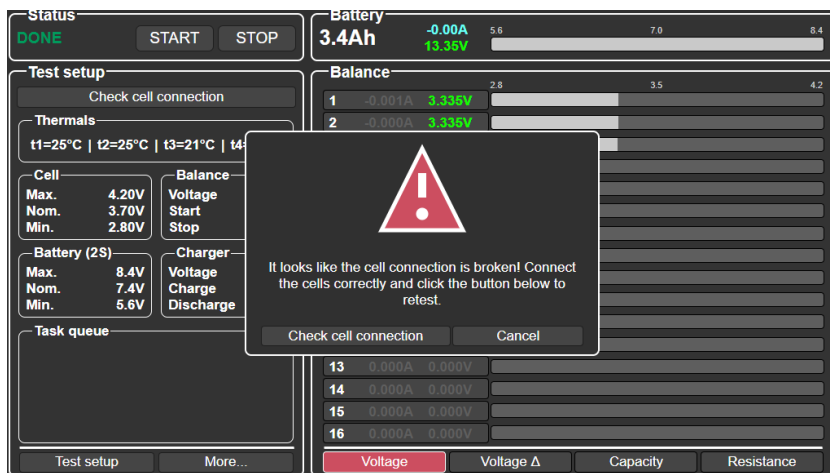 Status
DONE START STOP
Battery
3.4Ah -0.00A 13.35V
5.6 7.0 8.4
Test setup
Check cell connection
Thermals
t1=25°C | t2=25°C | t3=21°C | t4
Cell
Max. 4.20V
Nom. 3.70V
Min. 2.80V
Balance
Voltage
Start
Stop
Battery (2S)
Max. 8.4V
Nom. 7.4V
Min. 5.6V
Charger
Voltage
Charge
Discharge
Task queue
Test setup More...
Balance
2.8 3.5 4.2
1 -0.001A 3.335V
2 -0.000A 3.335V
It looks like the cell connection is broken! Connect
the cells correctly and click the button below to
retest.
Check cell connection Cancel
13 0.000A 0.000V
14 0.000A 0.000V
15 0.000A 0.000V
16 0.000A 0.000V
Voltage Voltage Δ Capacity Resistance